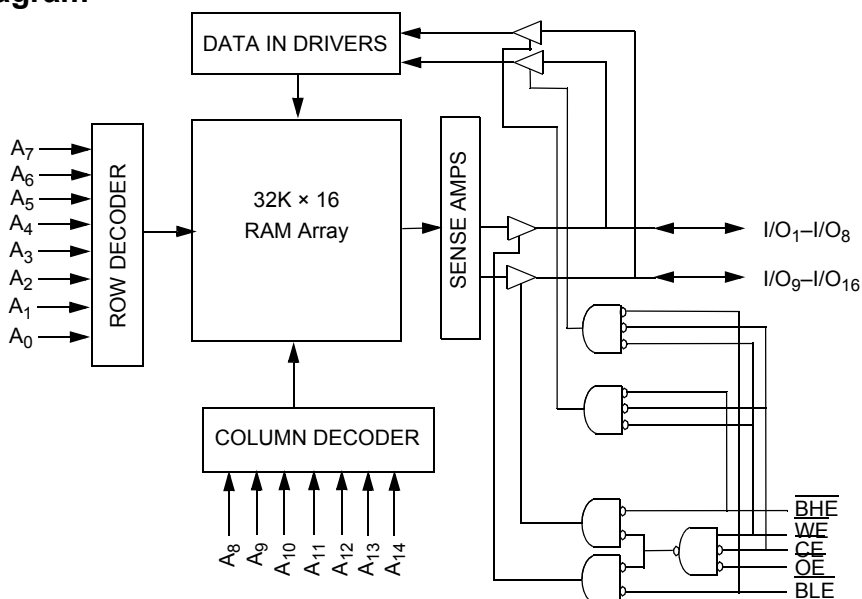 agram
DATA IN DRIVERS
A7
A6
A5
A4
A3
A2
A1
A0
ROW DECODER
32K × 16
RAM Array
SENSE AMPS
I/O1–I/O8
I/O9–I/O16
COLUMN DECODER
A8
A9
A10
A11
A12
A13
A14
BHE
WE
CE
OE
BLE